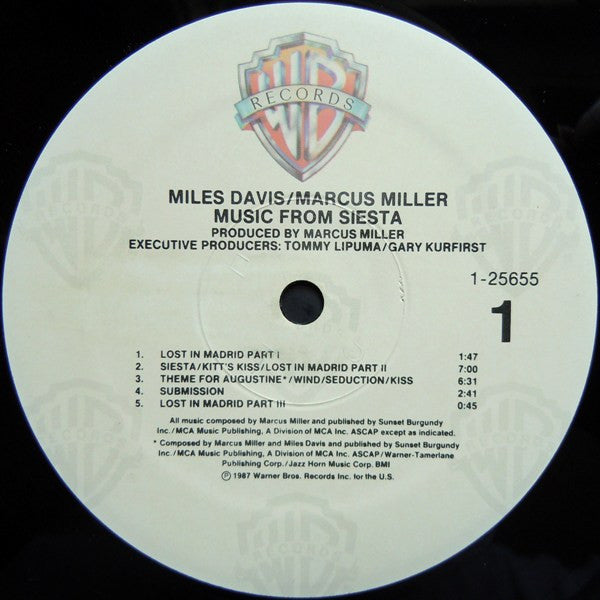 WB
RECORDS
MILES DAVIS/MARCUS MILLER
MUSIC FROM SIESTA
PRODUCED BY MARCUS MILLER
EXECUTIVE PRODUCERS: TOMMY LIPUMA/GARY KURFIRST
1-25655
1
1. LOST IN MADRID PART I 1:47
2. SIESTA/KITT'S KISS/LOST IN MADRID PART II 7:00
3. THEME FOR AUGUSTINE*/WIND/SEDUCTION/KISS 6:31
4. SUBMISSION 2:41
5. LOST IN MADRID PART III 0:45
All music composed by Marcus Miller and published by Sunset Burgundy
Inc./MCA Music Publishing, A Division of MCA Inc. ASCAP except as indicated.
* Composed by Marcus Miller and Miles Davis and published by Sunset Burgundy
Inc./MCA Music Publishing, A Division of MCA Inc. ASCAP/Warner-Tamerlane
Publishing Corp./Jazz Horn Music Corp. BMI
℗ 1987 Warner Bros. Records Inc. for the U.S.